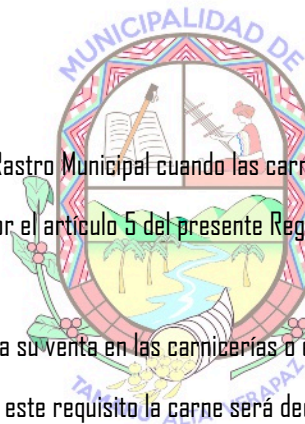 MUNICIPALIDAD DE
Rastro Municipal cuando las carn
or el artículo 5 del presente Reg
a su venta en las carnicerías o
este requisito la carne será de